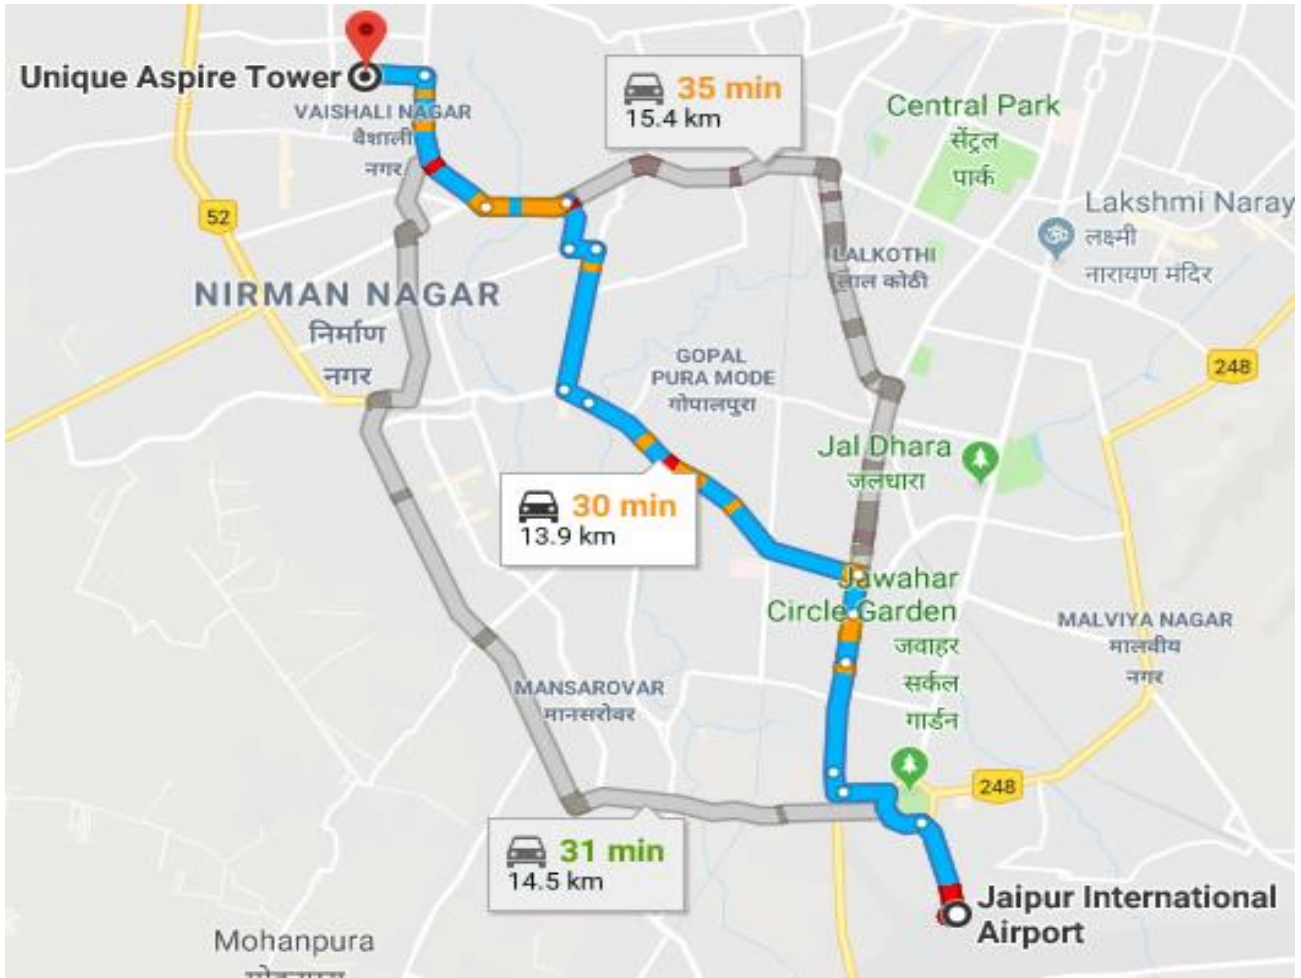 Unique Aspire Tower
VAISHALI NAGAR
वैशाली
नगर
35 min
15.4 km
Central Park
सेंट्रल
पार्क
Lakshmi Naray
लक्ष्मी
नारायण मंदिर
52
LALKOTHI
लाल कोठी
NIRMAN NAGAR
निर्माण
नगर
GOPAL
PURA MODE
गोपालपुरा
248
Jal Dhara
जलधारा
30 min
13.9 km
Jawahar
Circle Garden
जवाहर
सर्कल
गार्डन
MALVIYA NAGAR
मालवीय
नगर
MANSAROVAR
मानसरोवर
248
31 min
14.5 km
Jaipur International
Airport
Mohanpura